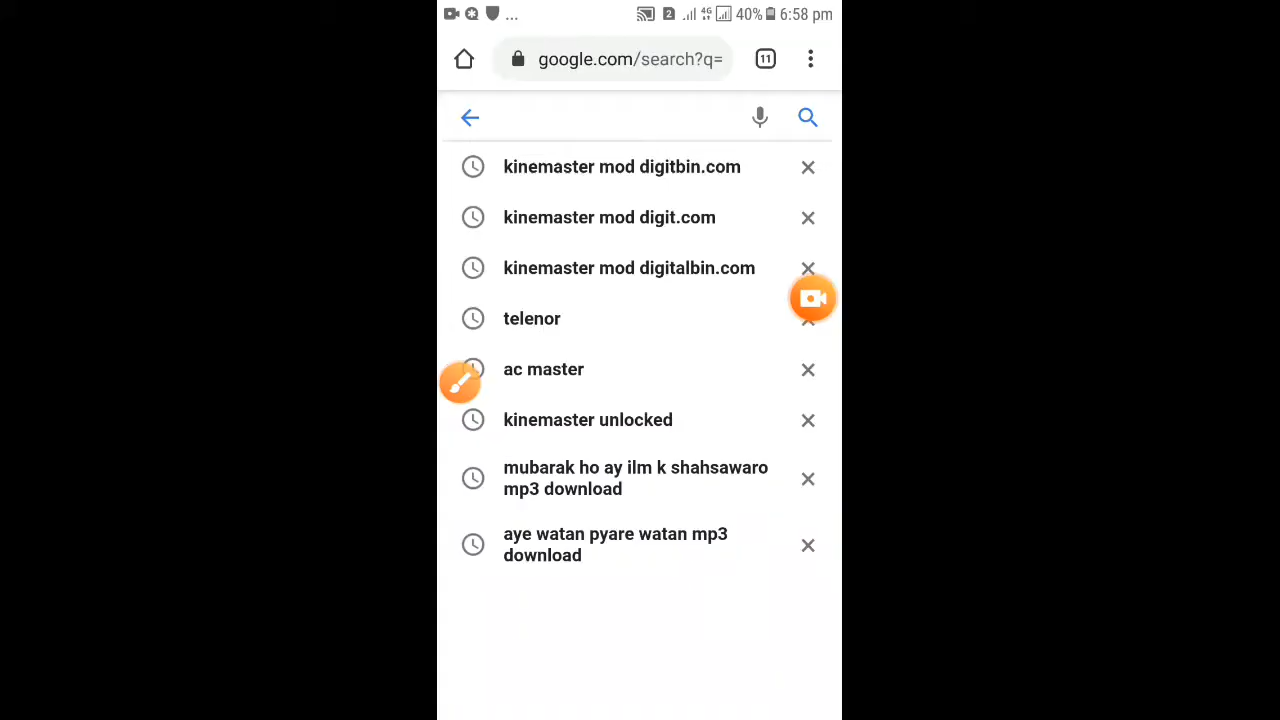 ... 2 4G 40% 6:58 pm
google.com/search?q= 11
kinemaster mod digitbin.com
kinemaster mod digit.com
kinemaster mod digitalbin.com
telenor
ac master
kinemaster unlocked
mubarak ho ay ilm k shahsawaro
mp3 download
aye watan pyare watan mp3
download